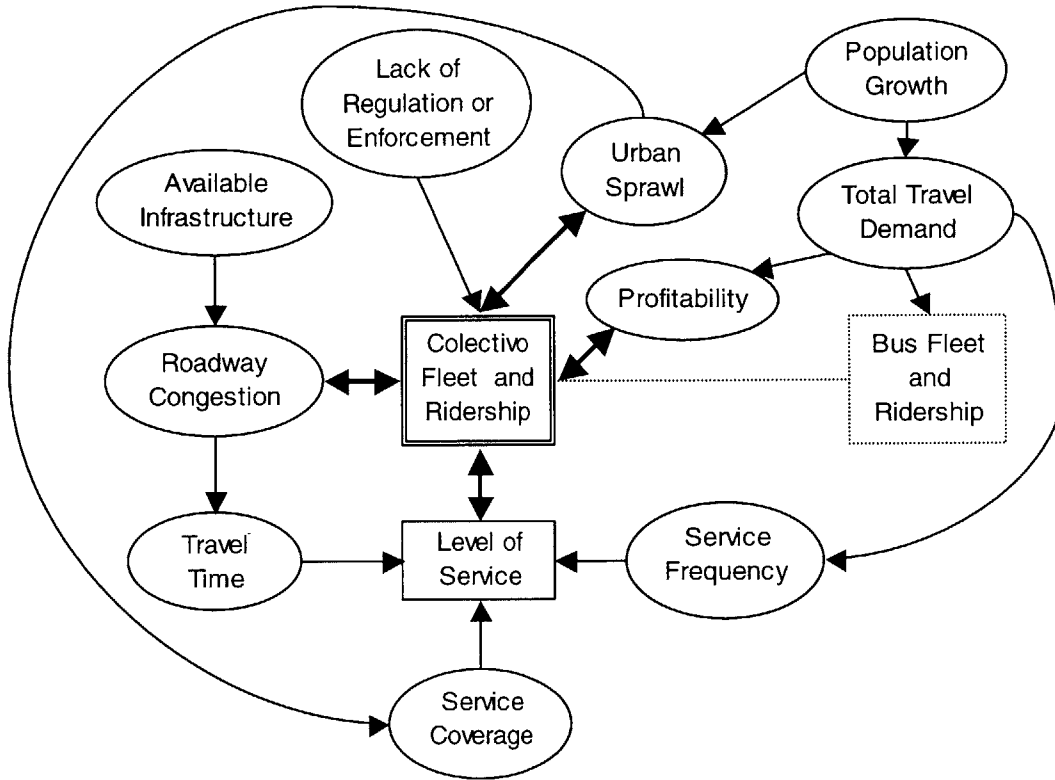 Lack of
Regulation or
Enforcement
Population
Growth
Urban
Sprawl
Available
Infrastructure
Total Travel
Demand
Profitability
Colectivo
Fleet and
Ridership
Bus Fleet
and
Ridership
Roadway
Congestion
Travel
Time
Level of
Service
Service
Frequency
Service
Coverage